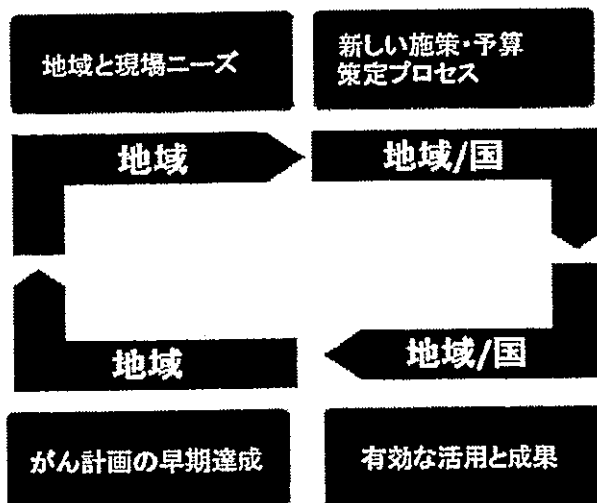 地域と現場ニーズ
新しい施策・予算
策定プロセス
地域
地域/国
地域
地域/国
がん計画の早期達成
有効な活用と成果